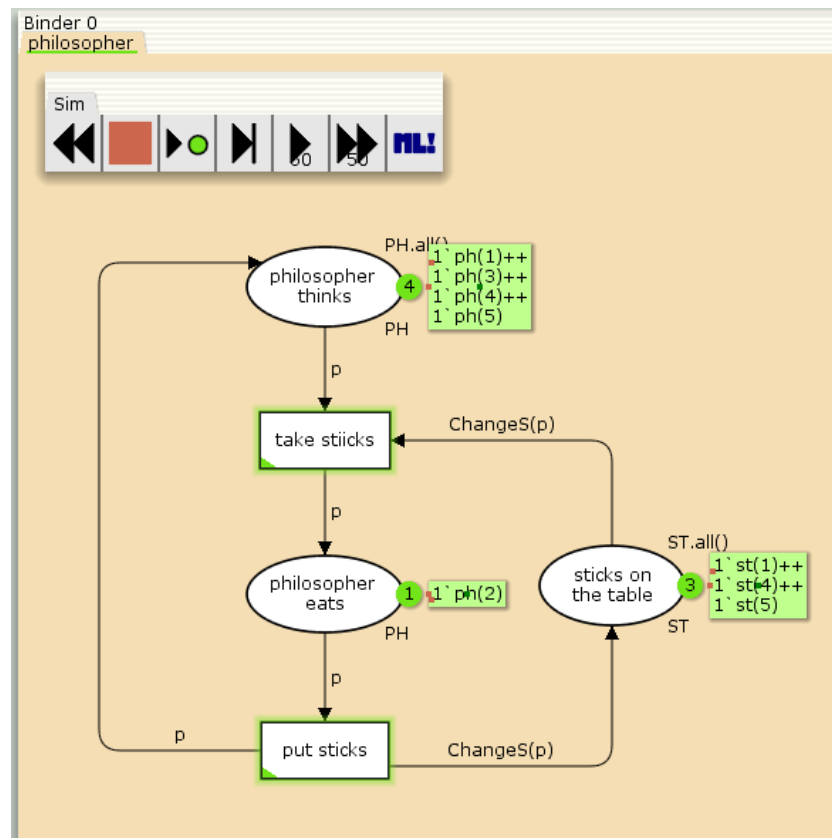 Binder 0
philosopher
Sim
50
ML!
PH.all()
philosopher
thinks
4
1`ph(1)++
1`ph(3)++
1`ph(4)++
1`ph(5)
PH
p
take stiicks
ChangeS(p)
p
philosopher
eats
1
1`ph(2)
PH
ST.all()
sticks on
the table
3
1`st(1)++
1`st(4)++
1`st(5)
ST
p
p
put sticks
ChangeS(p)